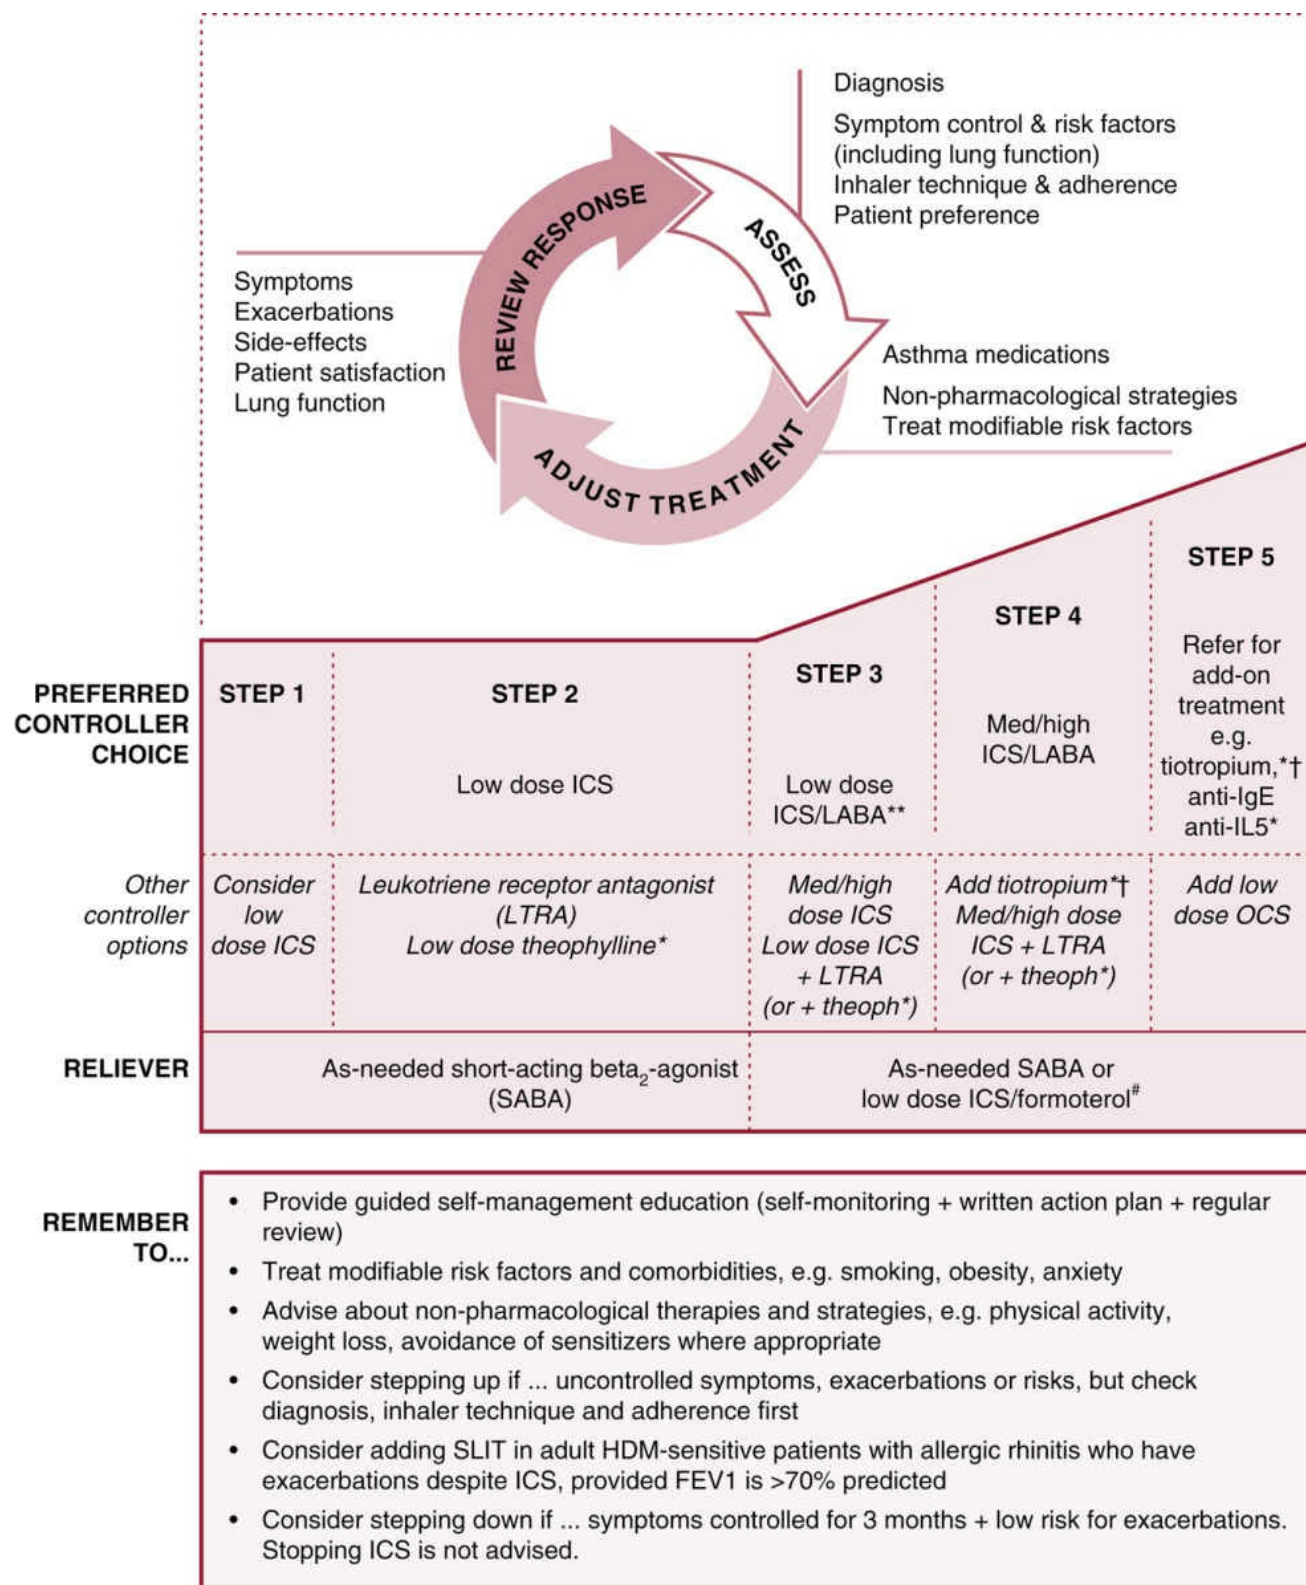 Diagnosis
Symptom control & risk factors
(including lung function)
Inhaler technique & adherence
Patient preference
REVIEW RESPONSE
ASSESS
ADJUST TREATMENT
Symptoms
Exacerbations
Side-effects
Patient satisfaction
Lung function
Asthma medications
Non-pharmacological strategies
Treat modifiable risk factors
PREFERRED
CONTROLLER
CHOICE
STEP 1
STEP 2
Low dose ICS
STEP 3
Low dose
ICS/LABA**
STEP 4
Med/high
ICS/LABA
STEP 5
Refer for
add-on
treatment
e.g.
tiotropium,*†
anti-IgE
anti-IL5*
Other
controller
options
Consider
low
dose ICS
Leukotriene receptor antagonist
(LTRA)
Low dose theophylline*
Med/high
dose ICS
Low dose ICS
+ LTRA
(or + theoph*)
Add tiotropium*†
Med/high dose
ICS + LTRA
(or + theoph*)
Add low
dose OCS
RELIEVER
As-needed short-acting beta₂-agonist
(SABA)
As-needed SABA or
low dose ICS/formoterol#
REMEMBER
TO...
• Provide guided self-management education (self-monitoring + written action plan + regular
review)
• Treat modifiable risk factors and comorbidities, e.g. smoking, obesity, anxiety
• Advise about non-pharmacological therapies and strategies, e.g. physical activity,
weight loss, avoidance of sensitizers where appropriate
• Consider stepping up if ... uncontrolled symptoms, exacerbations or risks, but check
diagnosis, inhaler technique and adherence first
• Consider adding SLIT in adult HDM-sensitive patients with allergic rhinitis who have
exacerbations despite ICS, provided FEV1 is >70% predicted
• Consider stepping down if ... symptoms controlled for 3 months + low risk for exacerbations.
Stopping ICS is not advised.